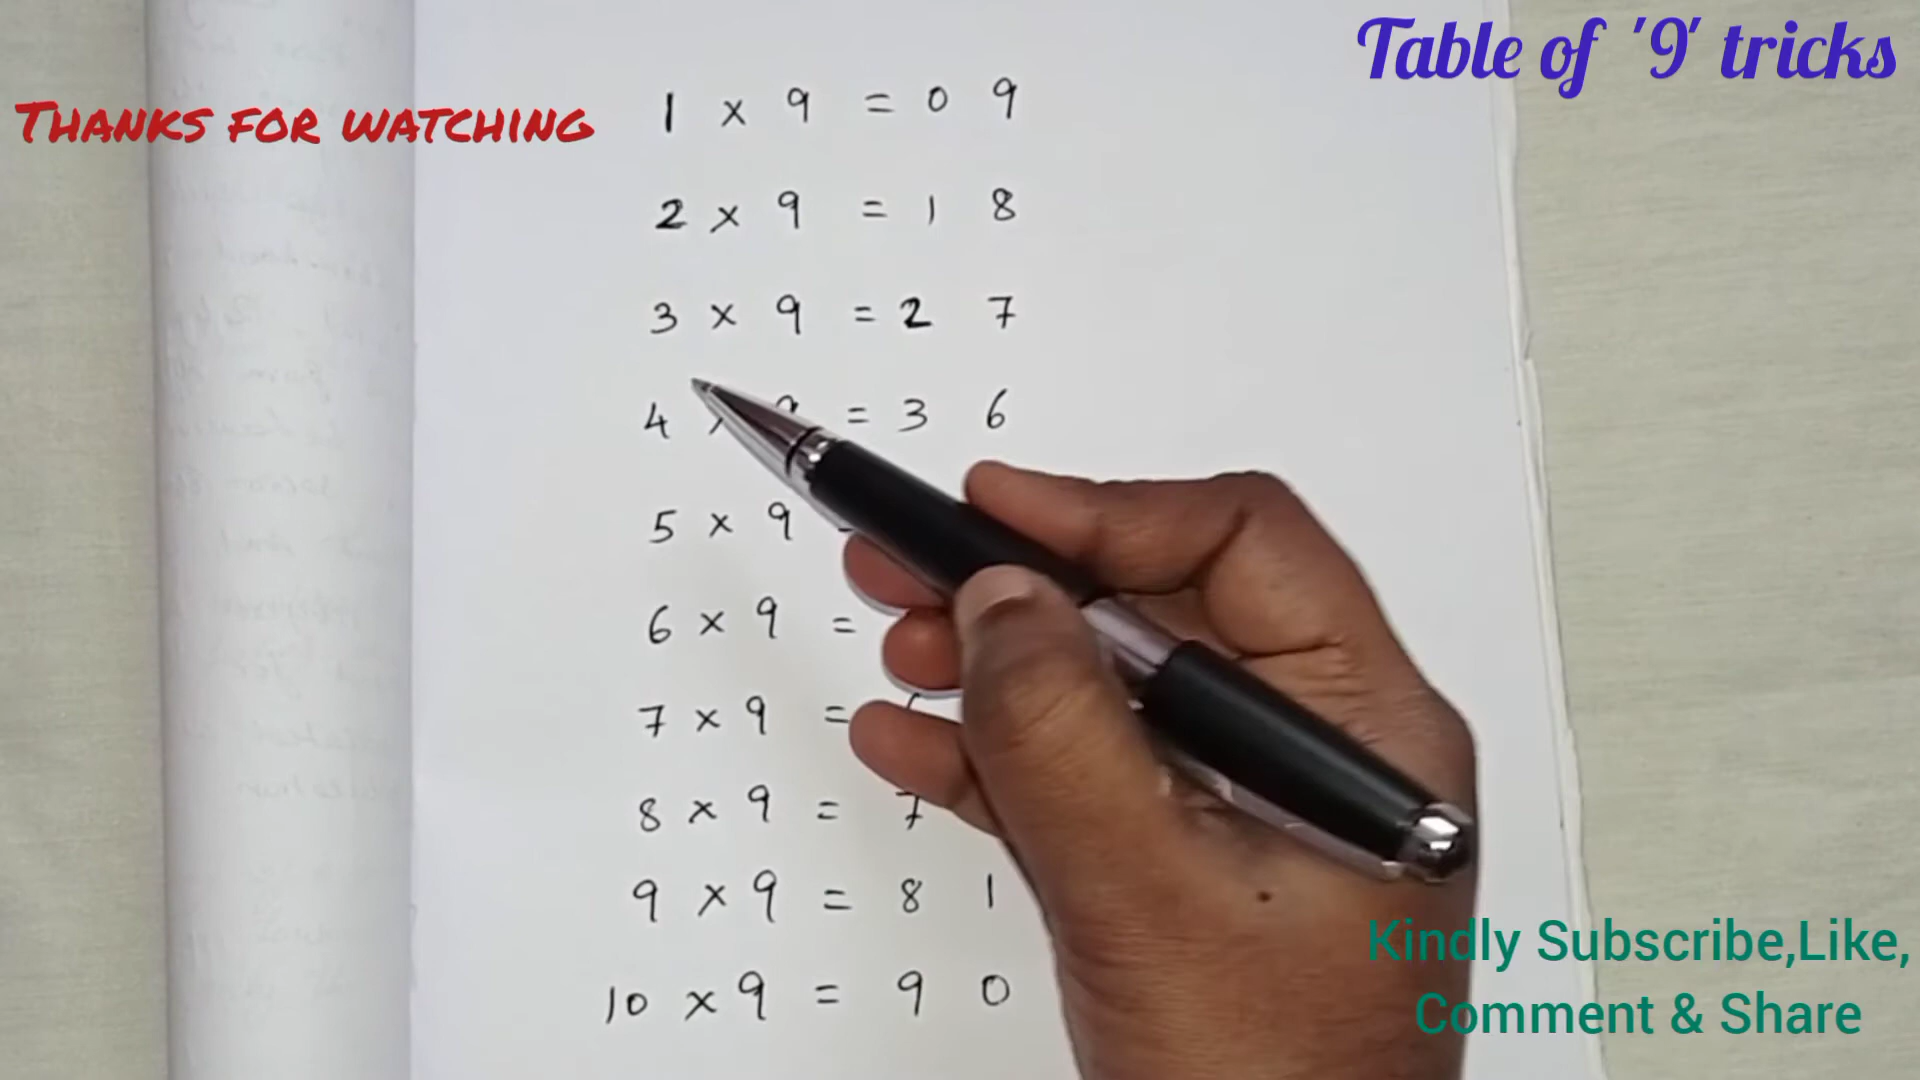 Table of '9' tricks
THANKS FOR WATCHING
1 × 9 = 0 9
2 × 9 = 1 8
3 × 9 = 2 7
4 × 9 = 3 6
5 × 9
6 × 9 =
7 × 9 =
8 × 9 = 7
9 × 9 = 8 1
10 × 9 = 9 0
Kindly Subscribe,Like,
Comment & Share